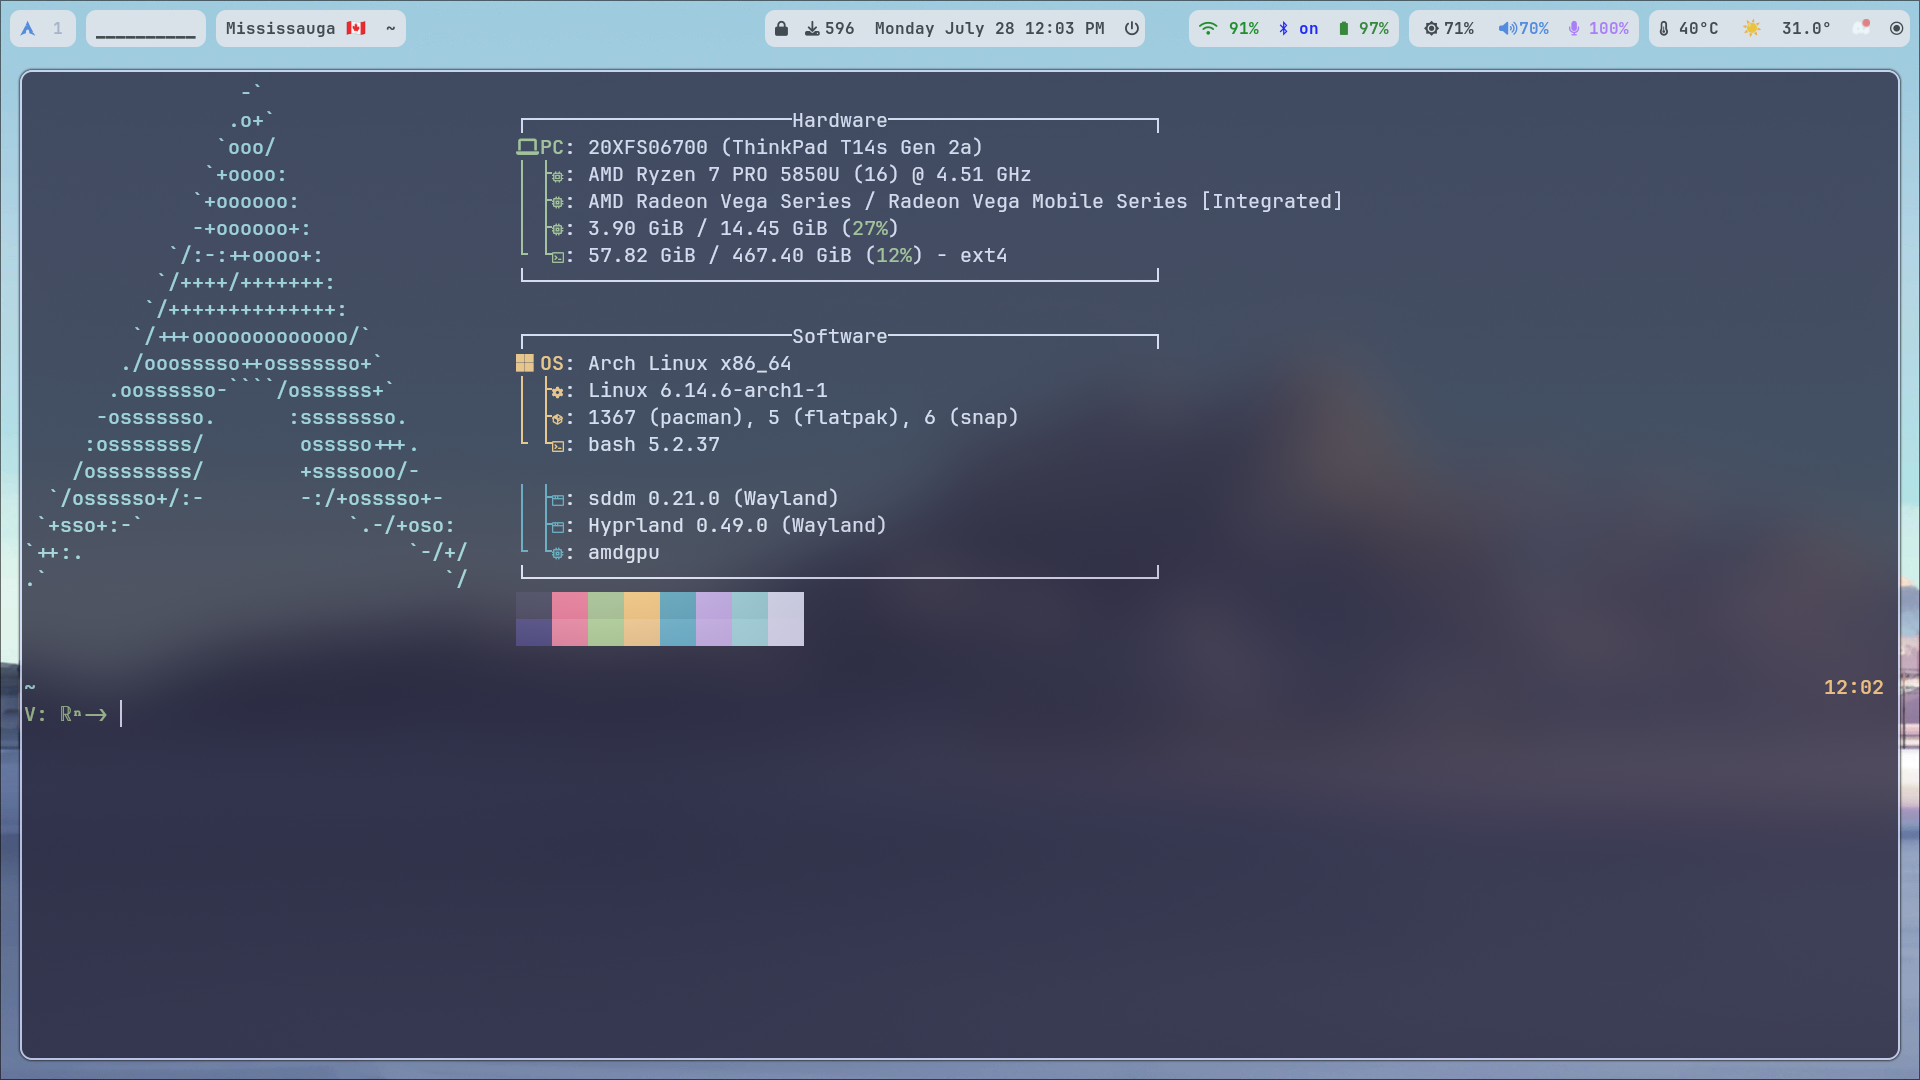 1 __________ Mississauga 🇨🇦 ~ 596 Monday July 28 12:03 PM 91% on 97% 71% 70% 100% 40°C ☀️ 31.0°
-`
.o+`
`ooo/
`+oooo:
`+oooooo:
-+oooooo+:
`/:-:++oooo+:
`/++++/+++++++:
`/++++++++++++++:
`/+++ooooooooooooo/`
./ooosssso++osssssso+`
.oossssso-````/ossssss+`
-osssssso. :ssssssso.
:osssssss/ osssso+++.
/ossssssss/ +ssssooo/-
`/ossssso+/:- -:/+osssso+-
`+sso+:-` `.-/+oso:
`++:. `-/+/
.` `/
Hardware
PC: 20XFS06700 (ThinkPad T14s Gen 2a)
: AMD Ryzen 7 PRO 5850U (16) @ 4.51 GHz
: AMD Radeon Vega Series / Radeon Vega Mobile Series [Integrated]
: 3.90 GiB / 14.45 GiB (27%)
: 57.82 GiB / 467.40 GiB (12%) - ext4
Software
OS: Arch Linux x86_64
: Linux 6.14.6-arch1-1
: 1367 (pacman), 5 (flatpak), 6 (snap)
: bash 5.2.37
: sddm 0.21.0 (Wayland)
: Hyprland 0.49.0 (Wayland)
: amdgpu
~ 12:02
V: ℝⁿ⟶